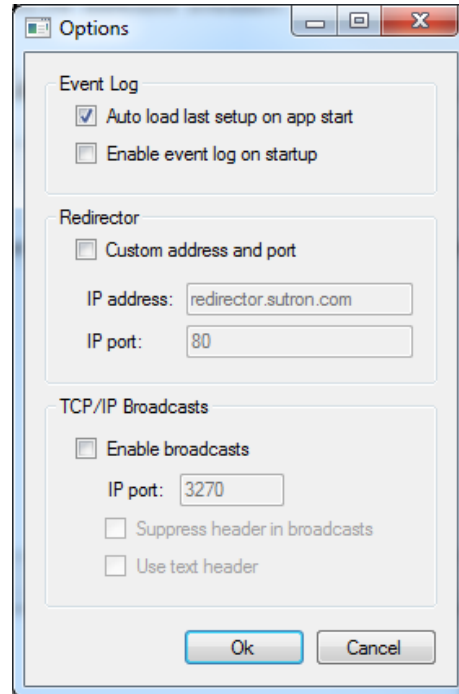 Options
Event Log
Auto load last setup on app start
Enable event log on startup
Redirector
Custom address and port
IP address: redirector.sutron.com
IP port: 80
TCP/IP Broadcasts
Enable broadcasts
IP port: 3270
Suppress header in broadcasts
Use text header
Ok Cancel